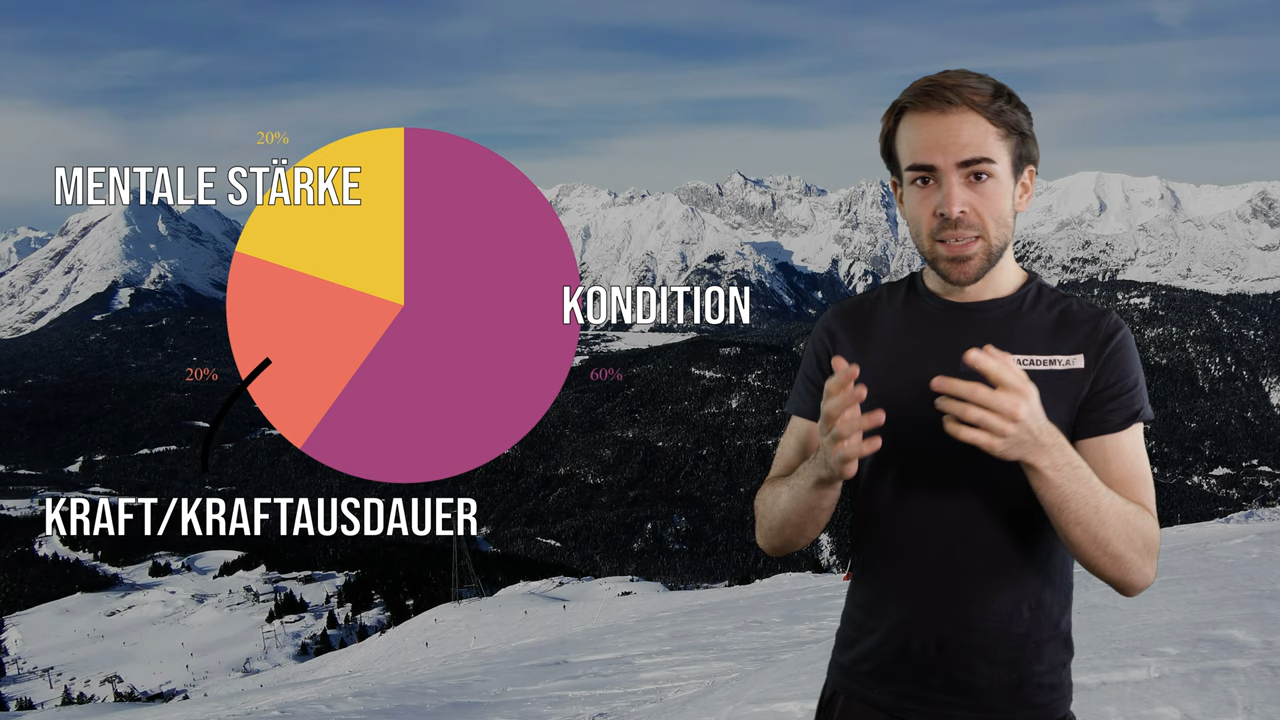 20%
MENTALE STÄRKE
KONDITION
20%
60%
ACADEMY.AT
KRAFT/KRAFTAUSDAUER